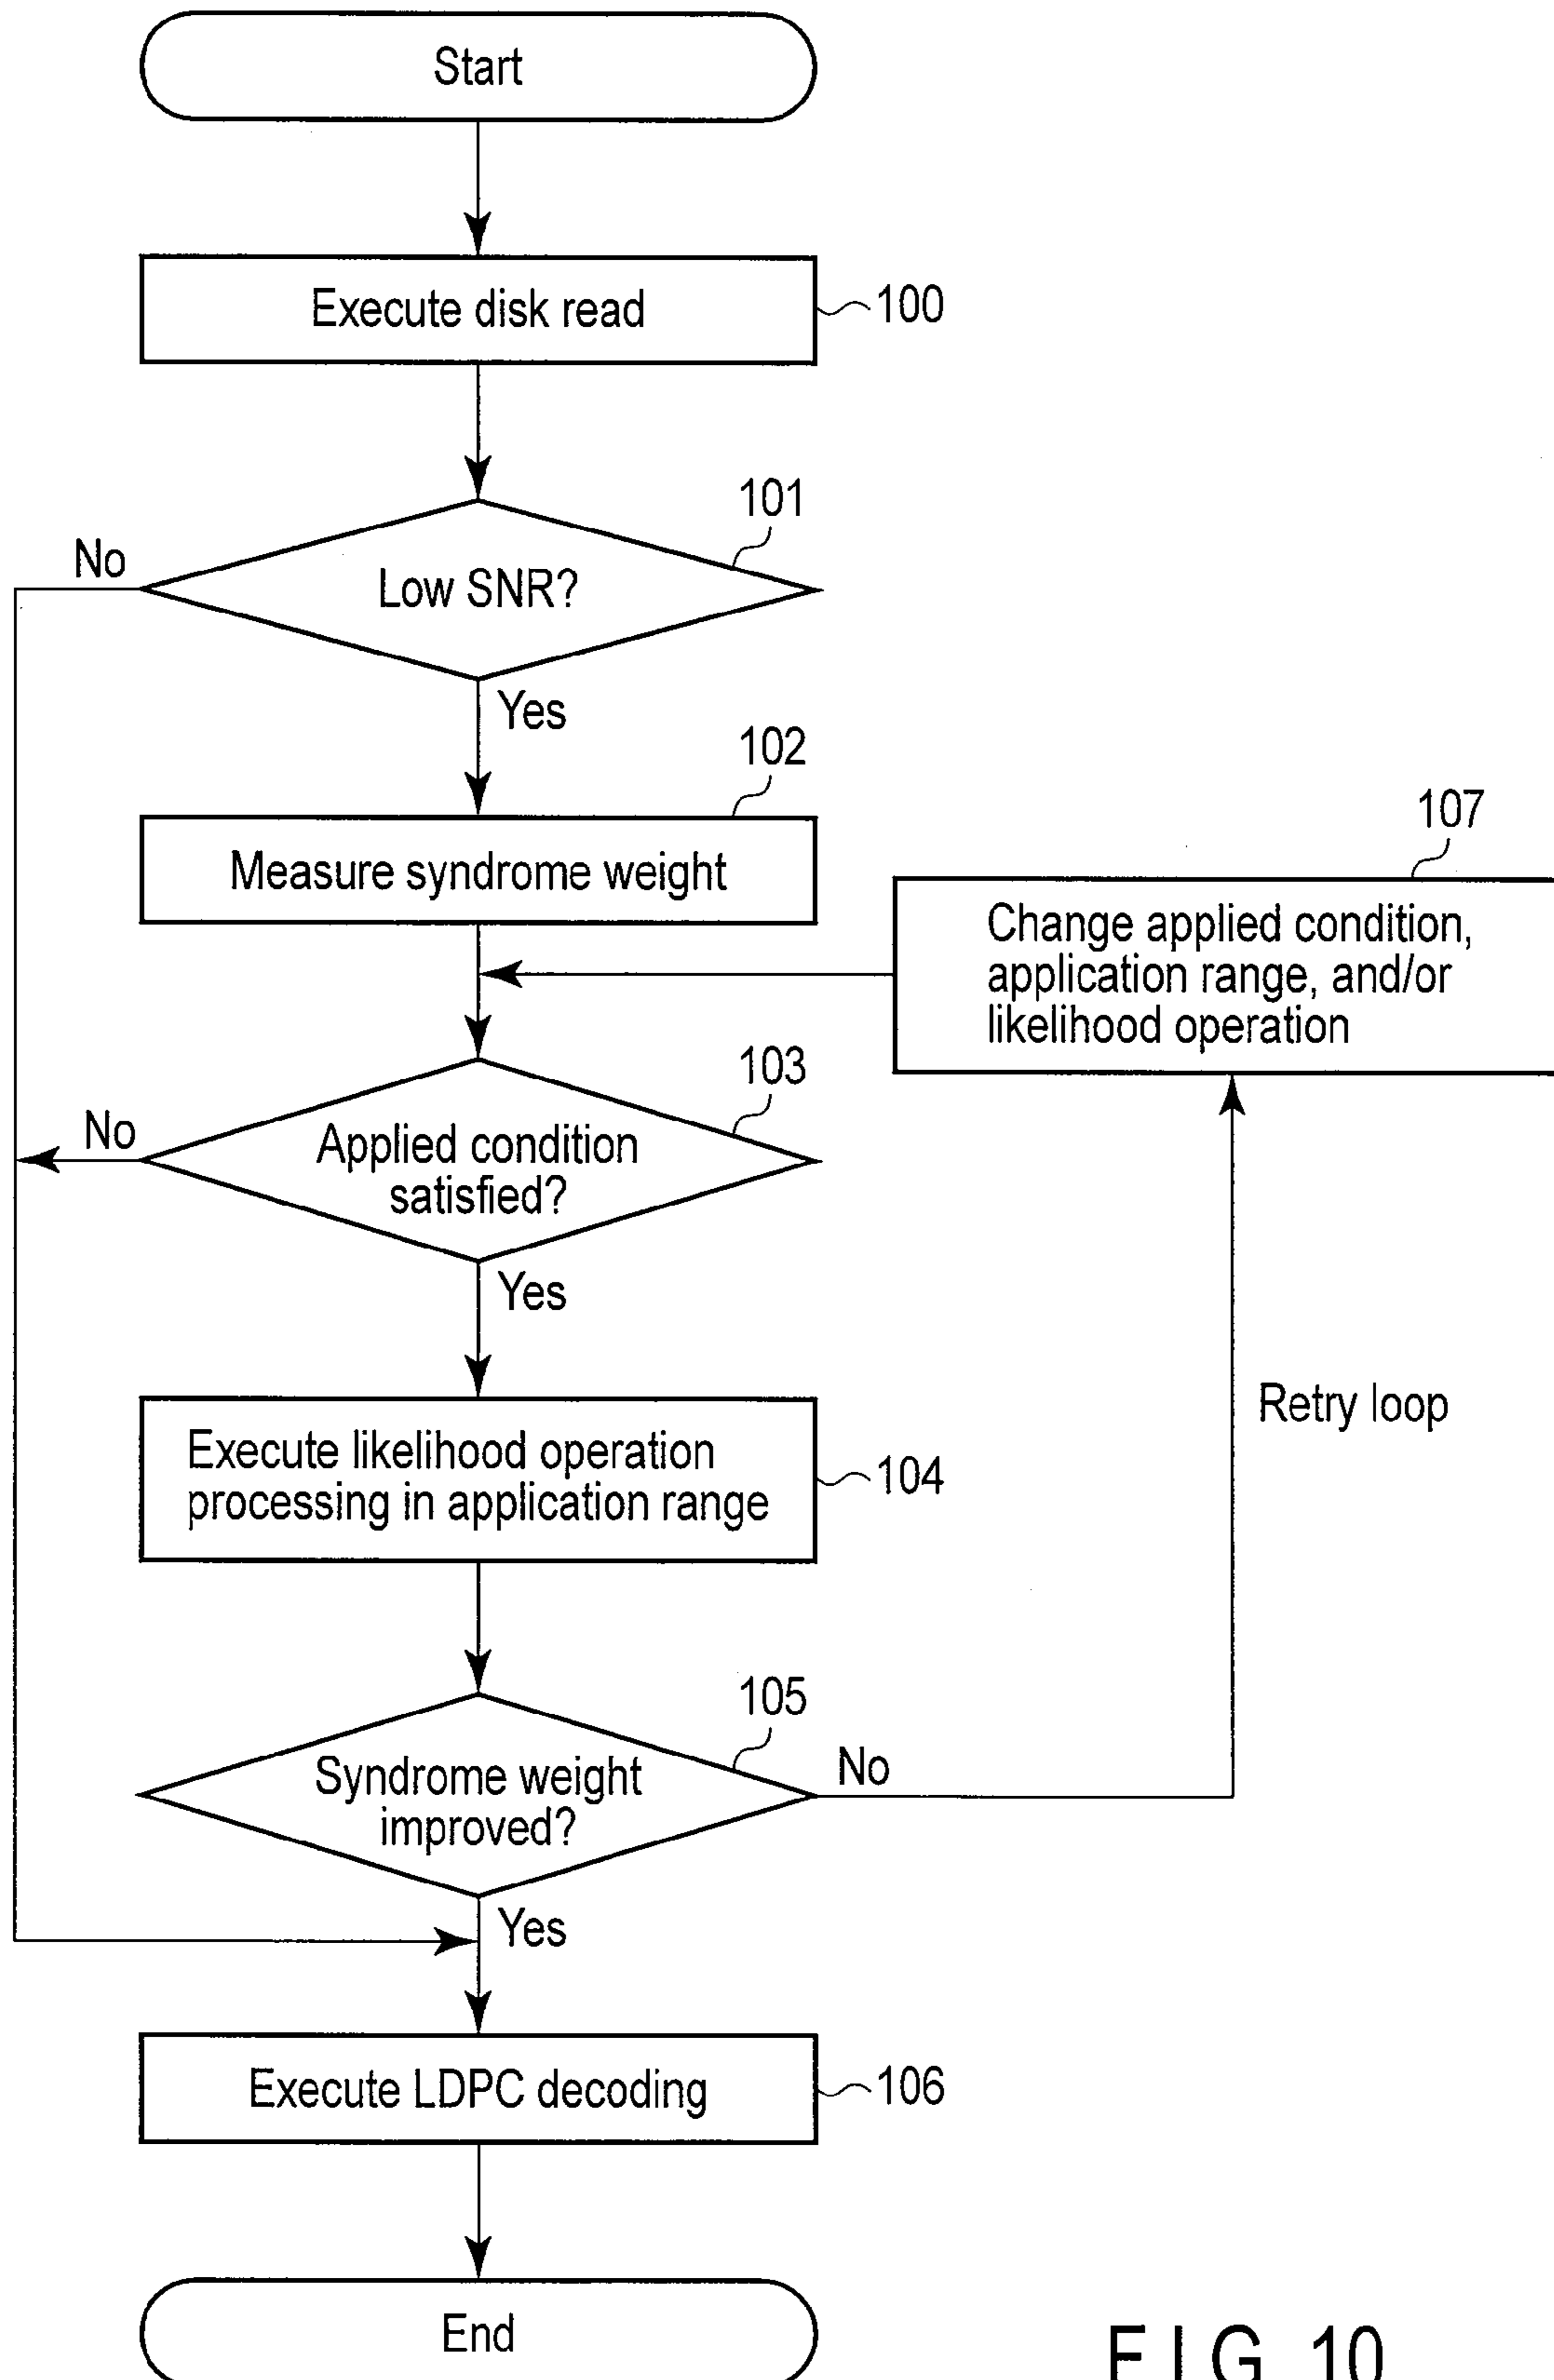 Start
Execute disk read
100
101
No
Low SNR?
Yes
102
Measure syndrome weight
107
Change applied condition,
application range, and/or
likelihood operation
103
No
Applied condition
satisfied?
Yes
Retry loop
Execute likelihood operation
processing in application range
104
105
Syndrome weight
improved?
No
Yes
Execute LDPC decoding
106
End
FIG. 10